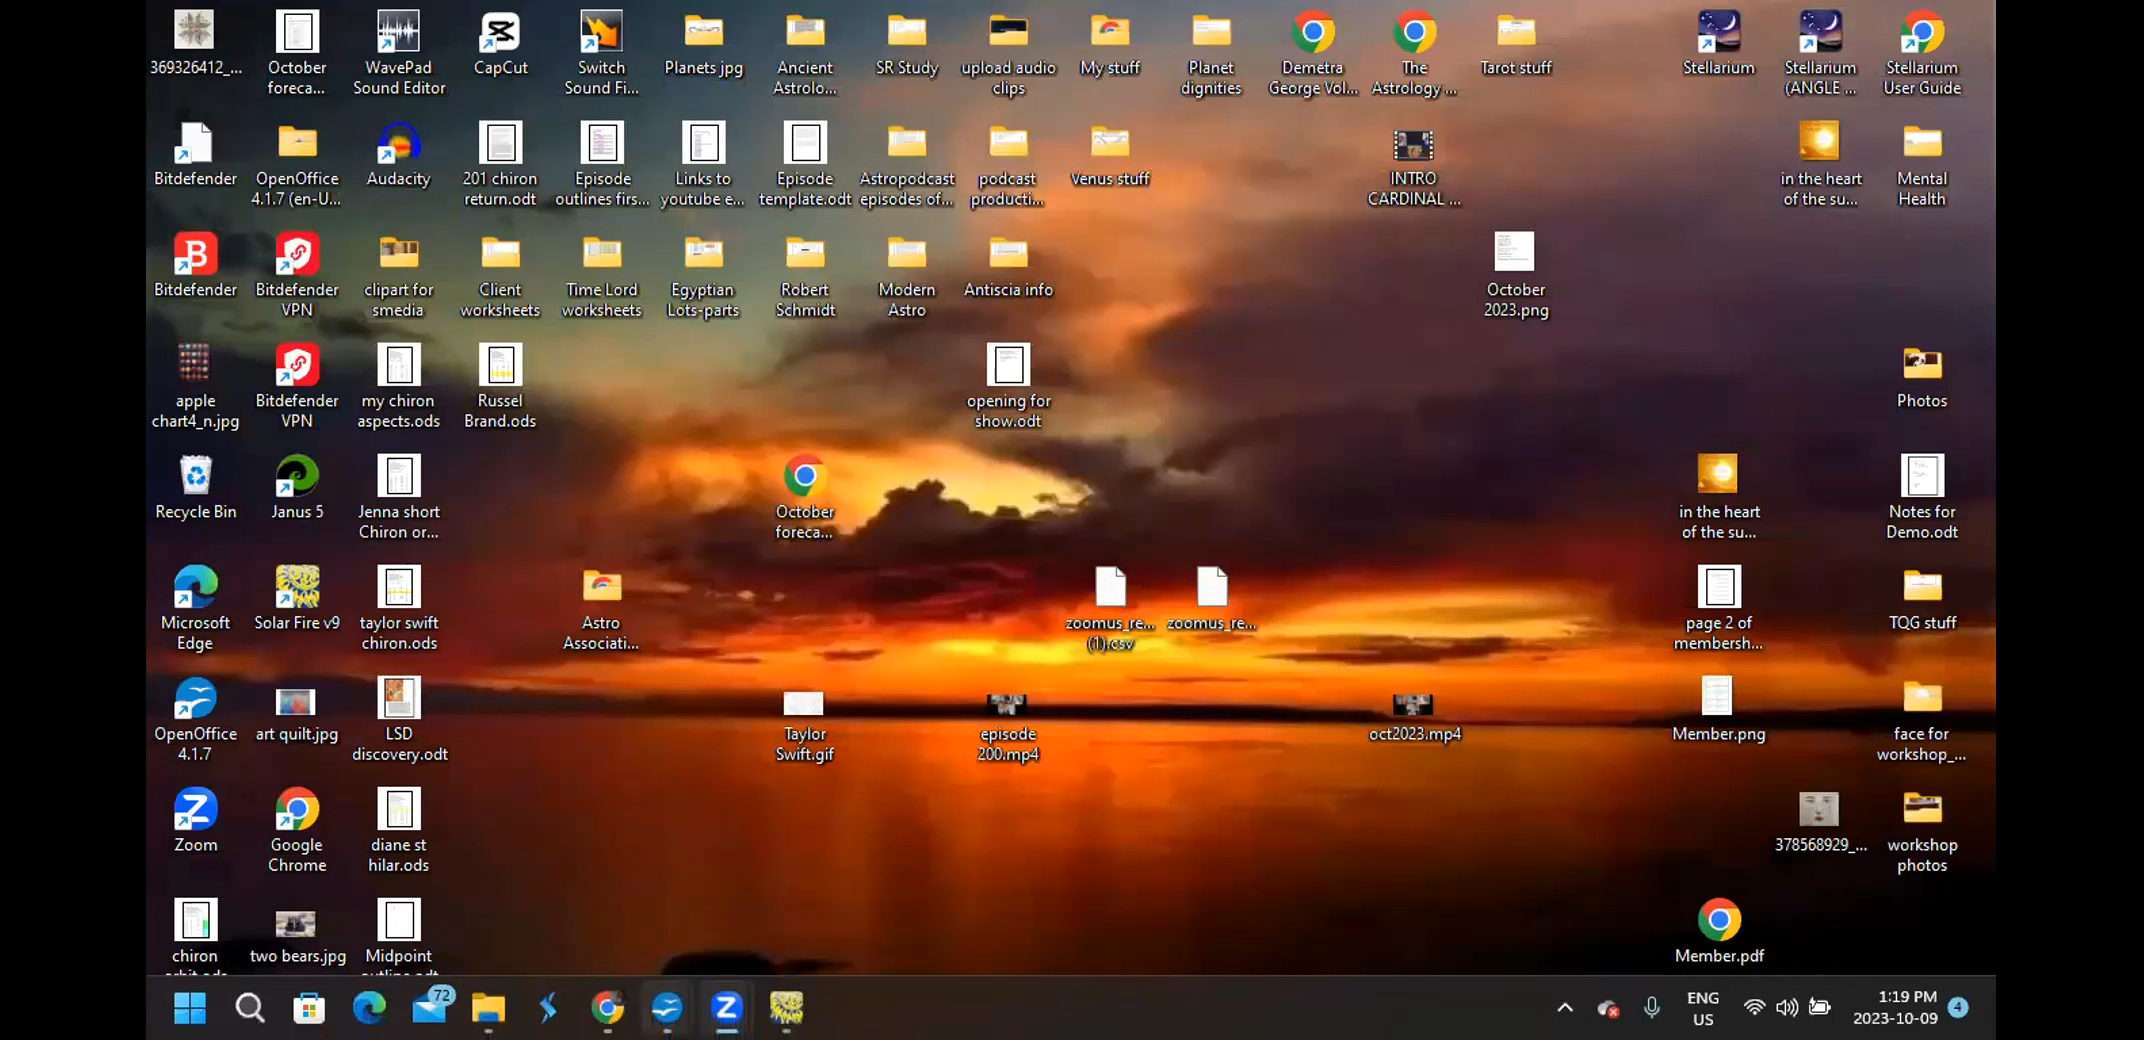 369326412_...
October
foreca...
WavePad
Sound Editor
CapCut
Switch
Sound Fi...
Planets jpg
Ancient
Astrolo...
SR Study
upload audio
clips
My stuff
Planet
dignities
Demetra
George Vol...
The
Astrology ...
Tarot stuff
Stellarium
Stellarium
(ANGLE ...
Stellarium
User Guide
Bitdefender
OpenOffice
4.1.7 (en-U...
Audacity
201 chiron
return.odt
Episode
outlines firs...
Links to
youtube e...
Episode
template.odt
Astropodcast
episodes of...
podcast
producti...
Venus stuff
INTRO
CARDINAL ...
in the heart
of the su...
Mental
Health
Bitdefender
Bitdefender
VPN
clipart for
smedia
Client
worksheets
Time Lord
worksheets
Egyptian
Lots-parts
Robert
Schmidt
Modern
Astro
Antiscia info
October
2023.png
apple
chart4_n.jpg
Bitdefender
VPN
my chiron
aspects.ods
Russel
Brand.ods
opening for
show.odt
Photos
Recycle Bin
Janus 5
Jenna short
Chiron or...
October
foreca...
in the heart
of the su...
Notes for
Demo.odt
Microsoft
Edge
Solar Fire v9
taylor swift
chiron.ods
Astro
Associati...
zoomus_re...
(1).csv
zoomus_re...
page 2 of
membersh...
TQG stuff
OpenOffice
4.1.7
art quilt.jpg
LSD
discovery.odt
Taylor
Swift.gif
episode
200.mp4
oct2023.mp4
Member.png
face for
workshop_...
Zoom
Google
Chrome
diane st
hilar.ods
378568929_...
workshop
photos
chiron
orbit.ods
two bears.jpg
Midpoint
outline.odt
Member.pdf
72
ENG
US
1:19 PM
2023-10-09
4